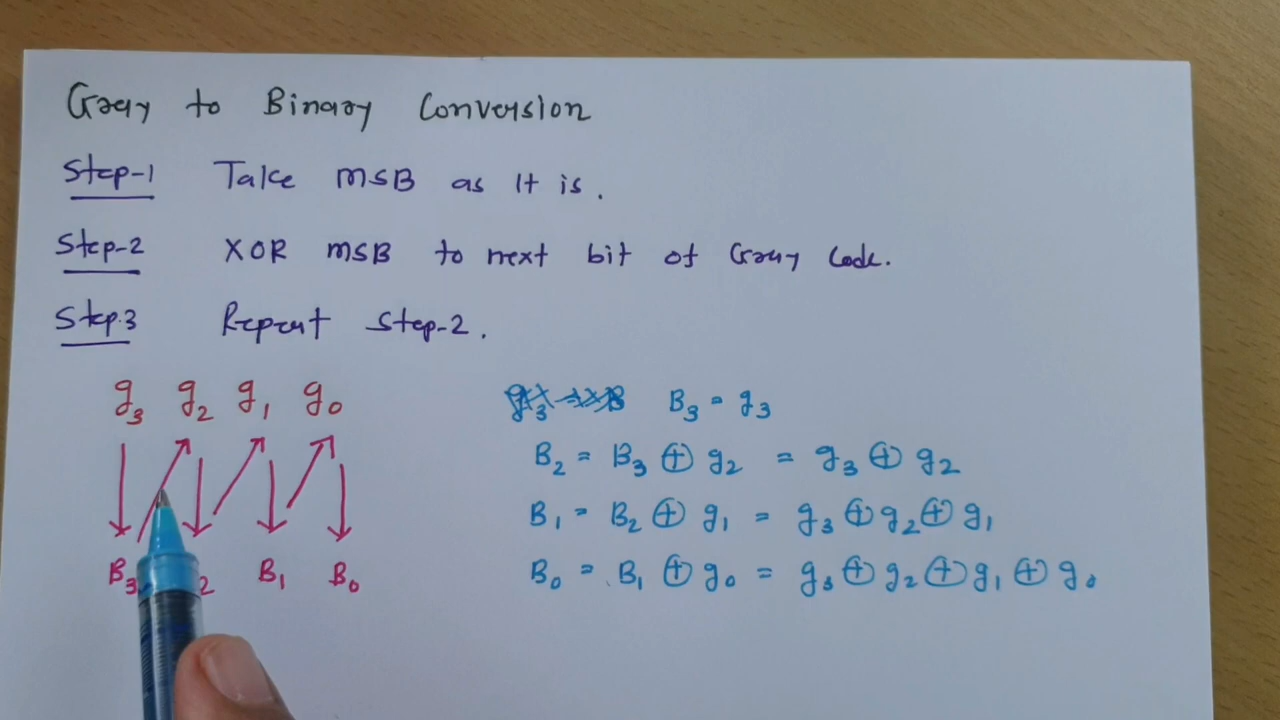 Gray to Binary Conversion
Step-1 Take MSB as It is.
Step-2 XOR MSB to next bit of Gray Code.
Step.3 Repeat Step-2.
g₃ g₂ g₁ g₀
B₃ 2 B₁ B₀
B₃ = g₃
B₂ = B₃ ⊕ g₂ = g₃ ⊕ g₂
B₁ = B₂ ⊕ g₁ = g₃ ⊕ g₂ ⊕ g₁
B₀ = B₁ ⊕ g₀ = g₃ ⊕ g₂ ⊕ g₁ ⊕ g₀